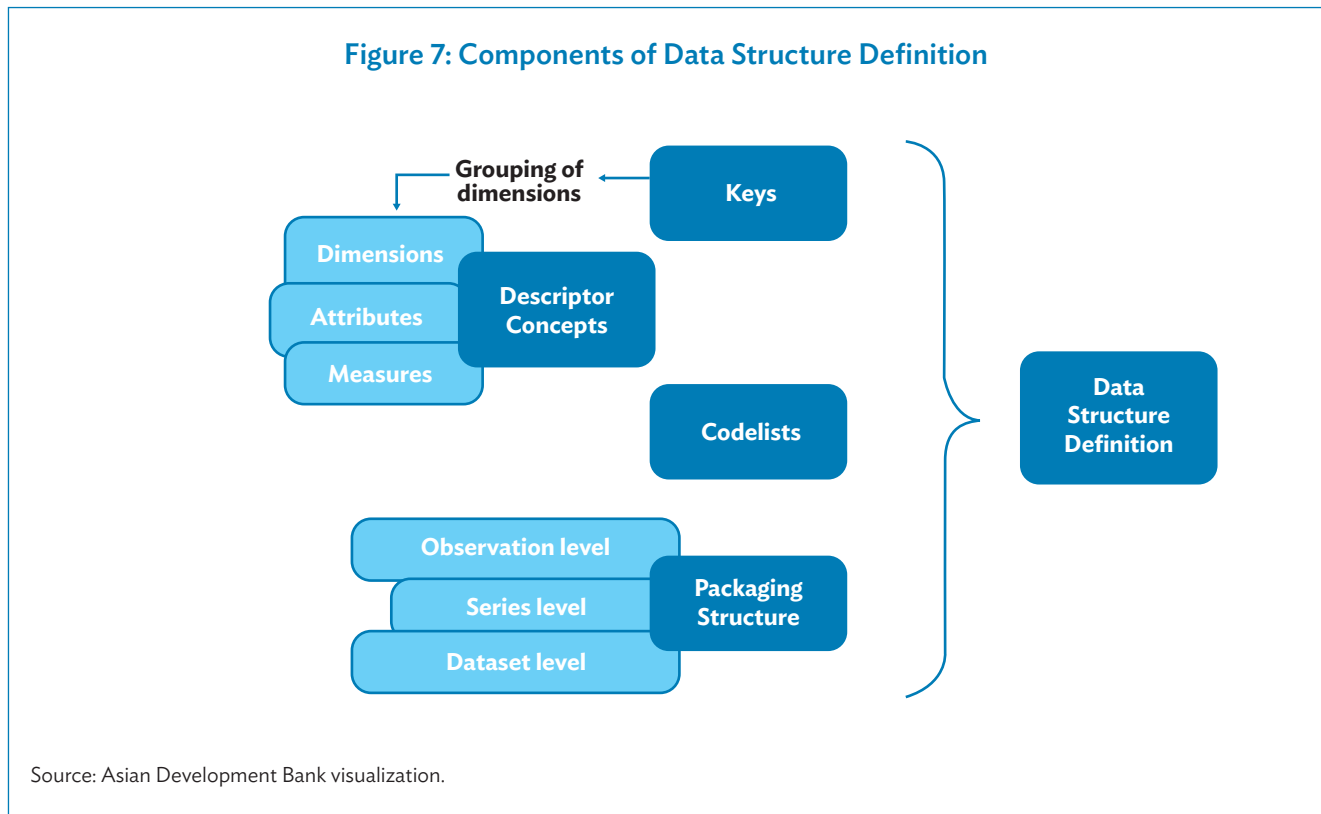 Figure 7: Components of Data Structure Definition
Grouping of
dimensions
Keys
Dimensions
Attributes
Measures
Descriptor
Concepts
Codelists
Data
Structure
Definition
Observation level
Series level
Dataset level
Packaging
Structure
Source: Asian Development Bank visualization.